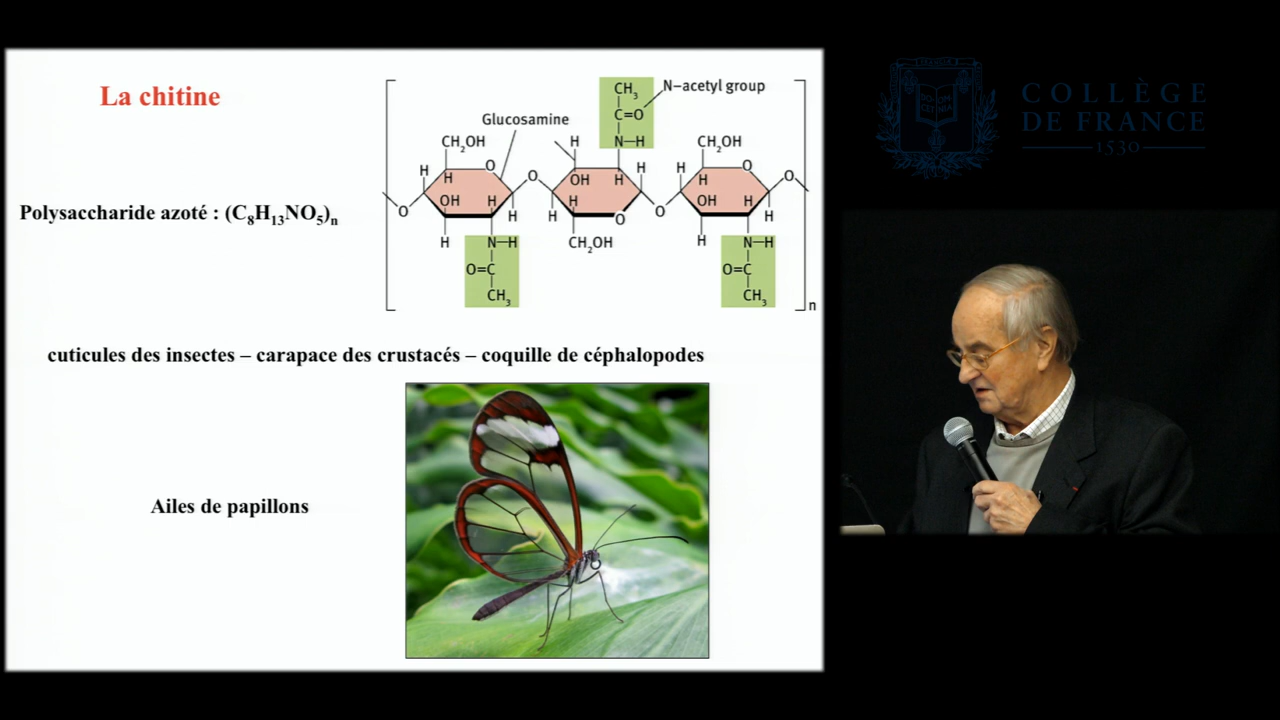 La chitine
Polysaccharide azoté : (C₈H₁₃NO₅)ₙ
CH₃
N–acetyl group
C=O
Glucosamine
CH₂OH
H
N–H
CH₂OH
H
H
O
O
OH
H
H
H
H
O
O
OH
H
H
H
H
OH
H
H
O
O
O
H
N–H
CH₂OH
H
N–H
O=C
O=C
CH₃
CH₃
n
cuticules des insectes – carapace des crustacés – coquille de céphalopodes
Ailes de papillons
COLLÈGE
DE FRANCE
1530